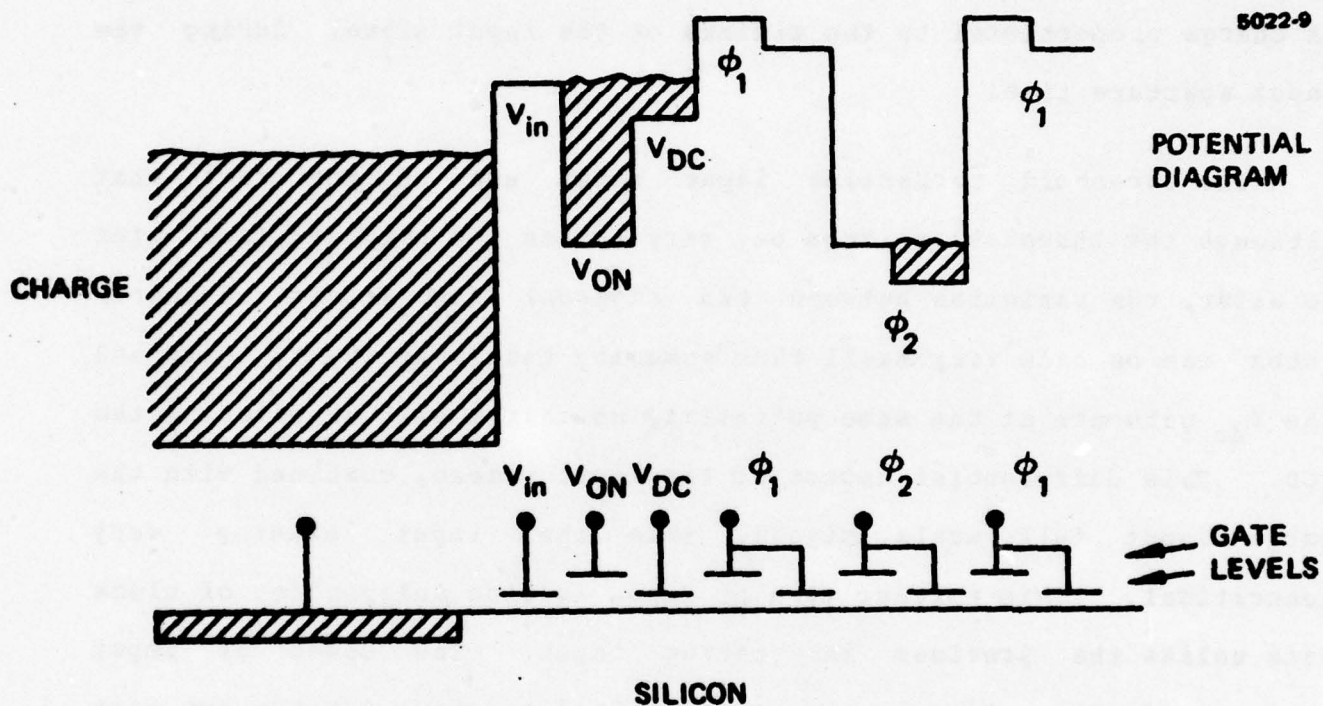 5022-9
ϕ1
ϕ1
Vin
VDC
POTENTIAL
DIAGRAM
VON
CHARGE
ϕ2
Vin VON VDC ϕ1 ϕ2 ϕ1
GATE
LEVELS
SILICON